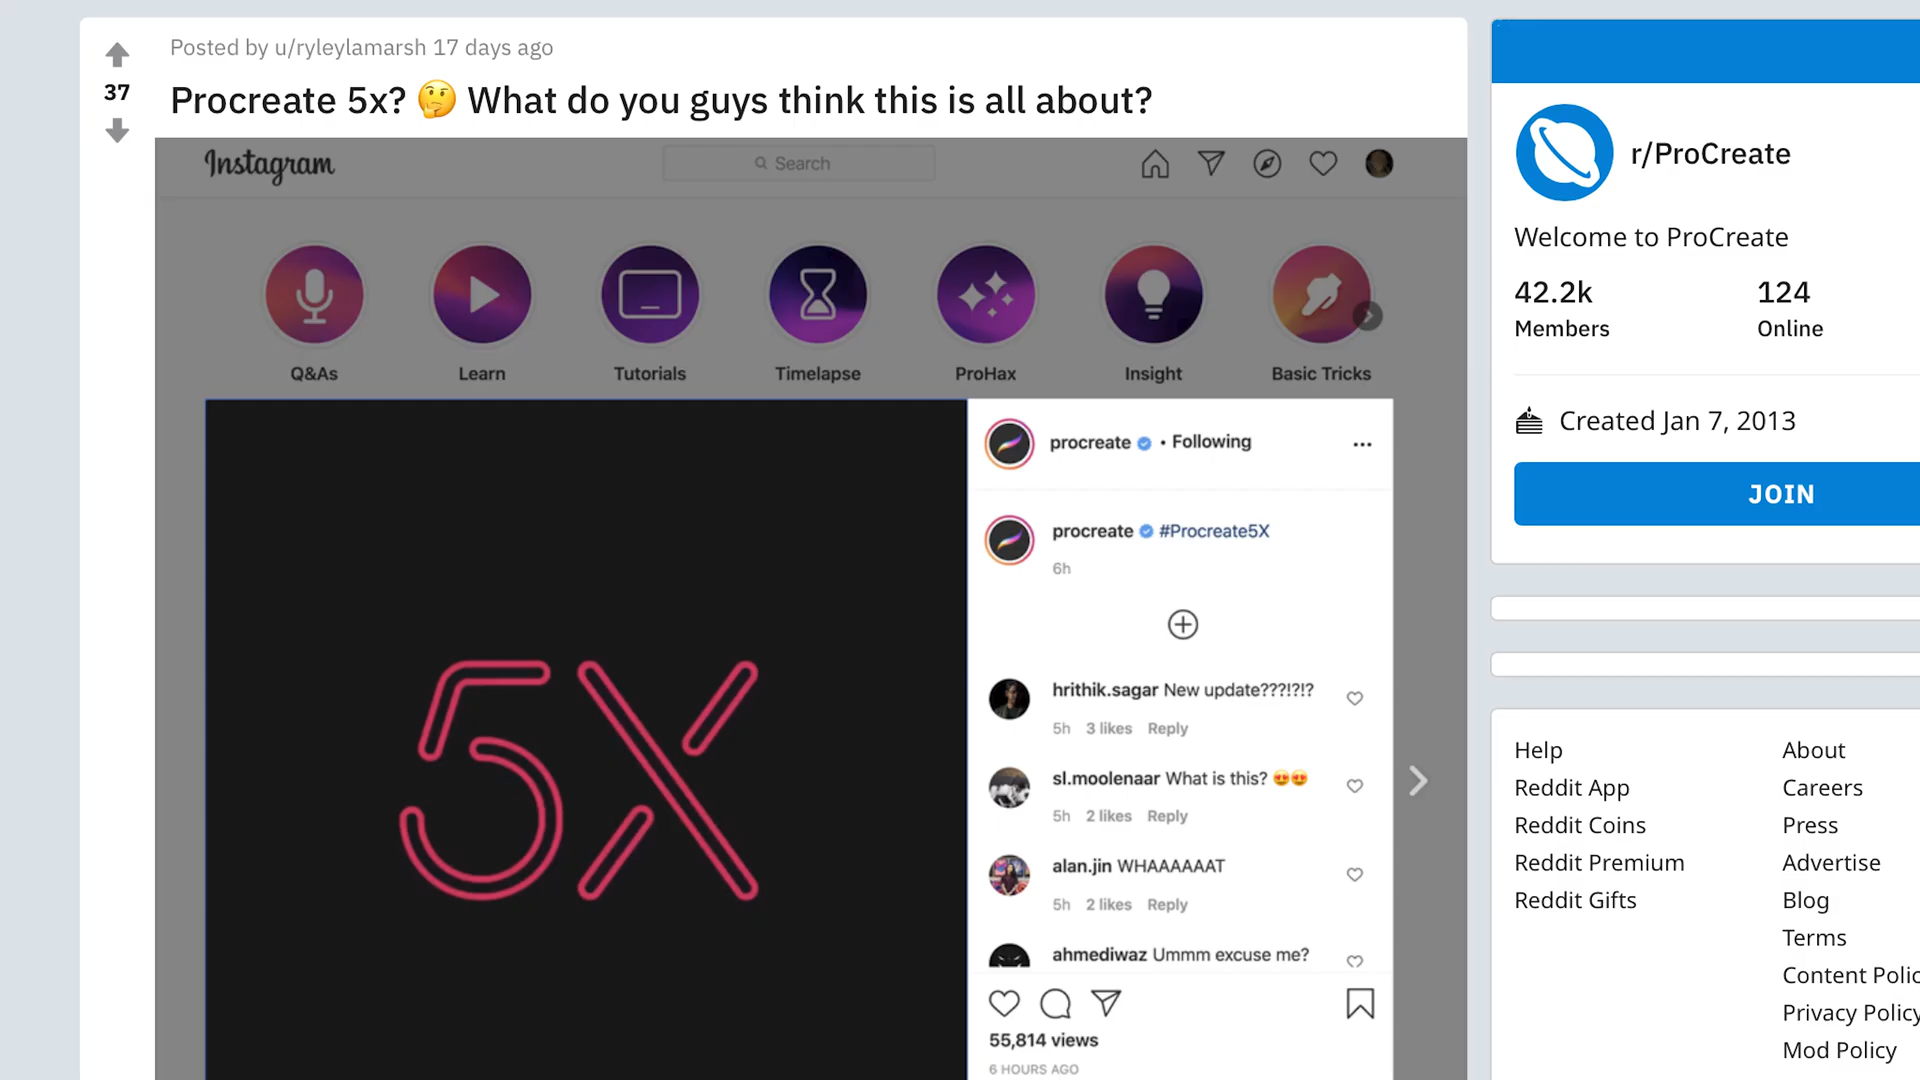 Posted by u/ryleylamarsh 17 days ago
37
Procreate 5x? 🤔 What do you guys think this is all about?
Instagram
Search
Q&As
Learn
Tutorials
Timelapse
ProHax
Insight
Basic Tricks
5X
procreate • Following
procreate #Procreate5X
6h
hrithik.sagar New update???!?!?
5h 3 likes Reply
sl.moolenaar What is this? 😍😍
5h 2 likes Reply
alan.jin WHAAAAAAT
5h 2 likes Reply
ahmediwaz Ummm excuse me?
55,814 views
6 HOURS AGO
r/ProCreate
Welcome to ProCreate
42.2k
Members
124
Online
Created Jan 7, 2013
JOIN
Help
Reddit App
Reddit Coins
Reddit Premium
Reddit Gifts
About
Careers
Press
Advertise
Blog
Terms
Content Polic
Privacy Policy
Mod Policy